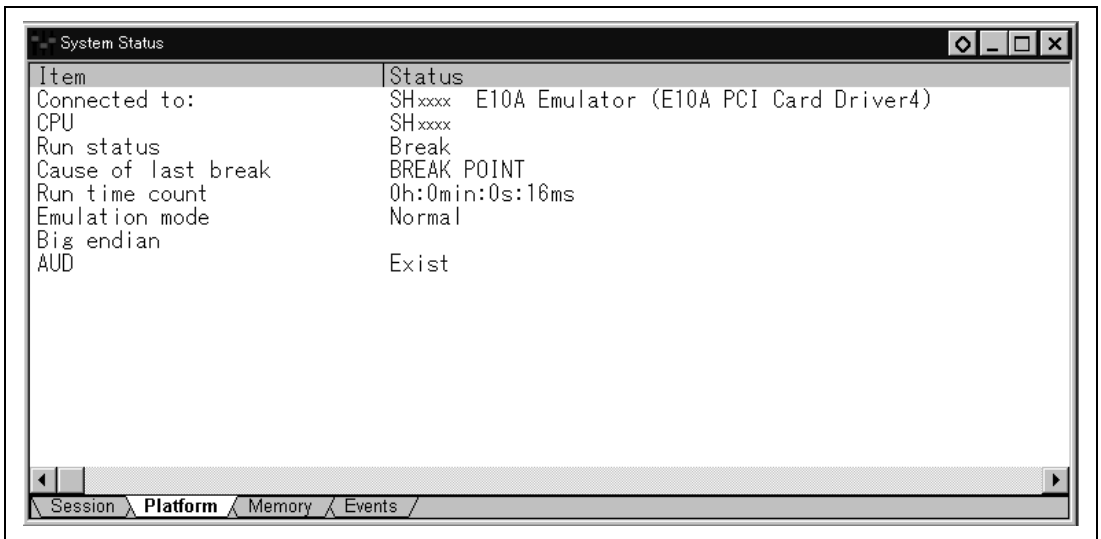 System Status
Item Status
Connected to: SHxxxx E10A Emulator (E10A PCI Card Driver4)
CPU SHxxxx
Run status Break
Cause of last break BREAK POINT
Run time count 0h:0min:0s:16ms
Emulation mode Normal
Big endian
AUD Exist
Session Platform Memory Events